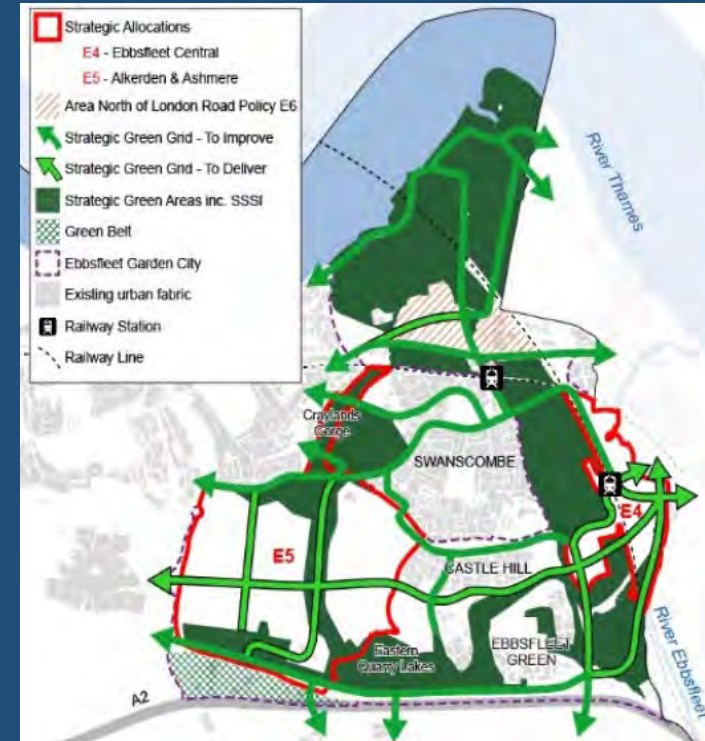 Strategic Allocations
E4 - Ebbsfleet Central
E5 - Alkerden & Ashmere
Area North of London Road Policy E6
Strategic Green Grid - To Improve
Strategic Green Grid - To Deliver
Strategic Green Areas inc. SSSI
Green Belt
Ebbsfleet Garden City
Existing urban fabric
Railway Station
Railway Line
River Thames
Craylands
Gorge
SWANSCOMBE
E4
E5
CASTLE HILL
EBBSFLEET
GREEN
Eastern
Quarry Lakes
River Ebbsfleet
A2